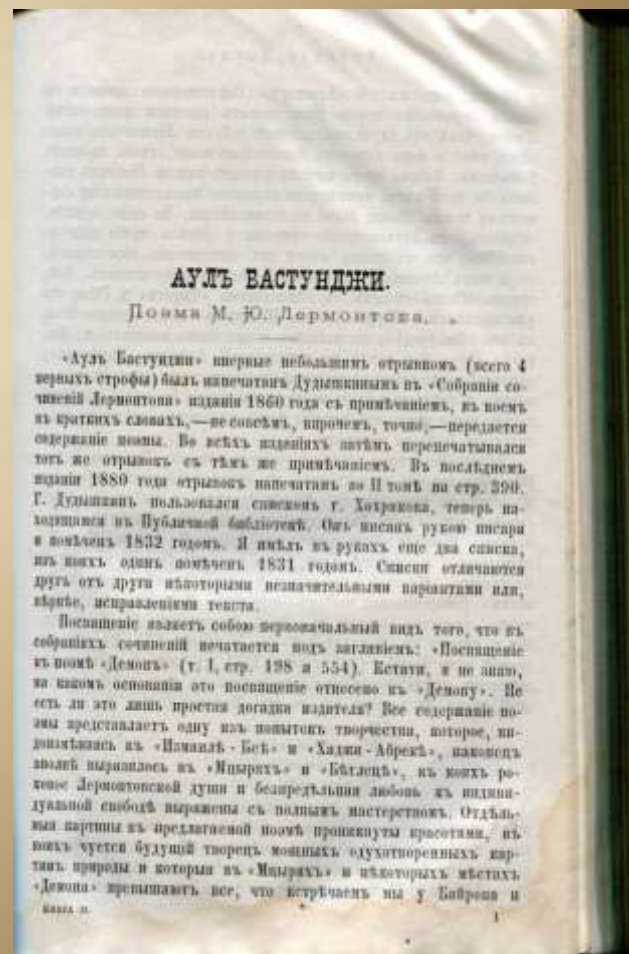 АУЛЪ БАСТУНДЖИ.
Поэма М. Ю. Лермонтова.
«Аулъ Бастунджи» впервые небольшимъ отрывкомъ (всего 4
первыхъ строфы) былъ напечатанъ Дудышкинымъ въ «Собраніи со-
чиненій Лермонтова» изданіи 1860 года съ примѣчаніемъ, въ коемъ
въ краткихъ словахъ,—не совсѣмъ, впрочемъ, точно,—передается
содержаніе поэмы. Во всѣхъ изданіяхъ затѣмъ перепечатывался
тотъ же отрывокъ съ тѣмъ же примѣчаніемъ. Въ послѣднемъ
изданіи 1880 года отрывокъ напечатанъ во II томѣ на стр. 390.
Г. Дудышкинъ пользовался спискомъ г. Хохрякова, теперь на-
ходящимся въ Публичной библіотекѣ. Онъ писанъ рукою писаря
и помѣченъ 1832 годомъ. Я имѣлъ въ рукахъ еще два списка,
изъ коихъ одинъ помѣченъ 1831 годомъ. Списки отличаются
другъ отъ друга нѣкоторыми незначительными варіантами или,
вѣрнѣе, исправленіями текста.
Посвященіе являетъ собою первоначальный видъ того, что въ
собраніяхъ сочиненій печатается подъ заглавіемъ: «Посвященіе
къ поэмѣ «Демонъ» (т. I, стр. 198 и 554). Кстати, я не знаю,
на какомъ основаніи это посвященіе отнесено къ «Демону». Не
есть ли это лишь простая догадка издателя? Все содержаніе по-
эмы представляетъ одну изъ попытокъ творчества, которое, ви-
доизмѣняясь въ «Измаилѣ-Беѣ» и «Хаджи-Абрекѣ», наконецъ
вполнѣ выразилось въ «Мцыряхъ» и «Бѣглецѣ», въ коихъ ро-
левое Лермонтовской души и безпредѣльная любовь къ индиви-
дуальной свободѣ выражены съ полнымъ мастерствомъ. Отдѣль-
ныя картины въ предлагаемой поэмѣ проникнуты красотами, въ
коихъ чуется будущій творецъ мощныхъ одухотворенныхъ кар-
тинъ природы и которыя въ «Мцыряхъ» и нѣкоторыхъ мѣстахъ
«Демона» превышаютъ все, что встрѣчаемъ мы у Байрона и
КНИГА II.
1